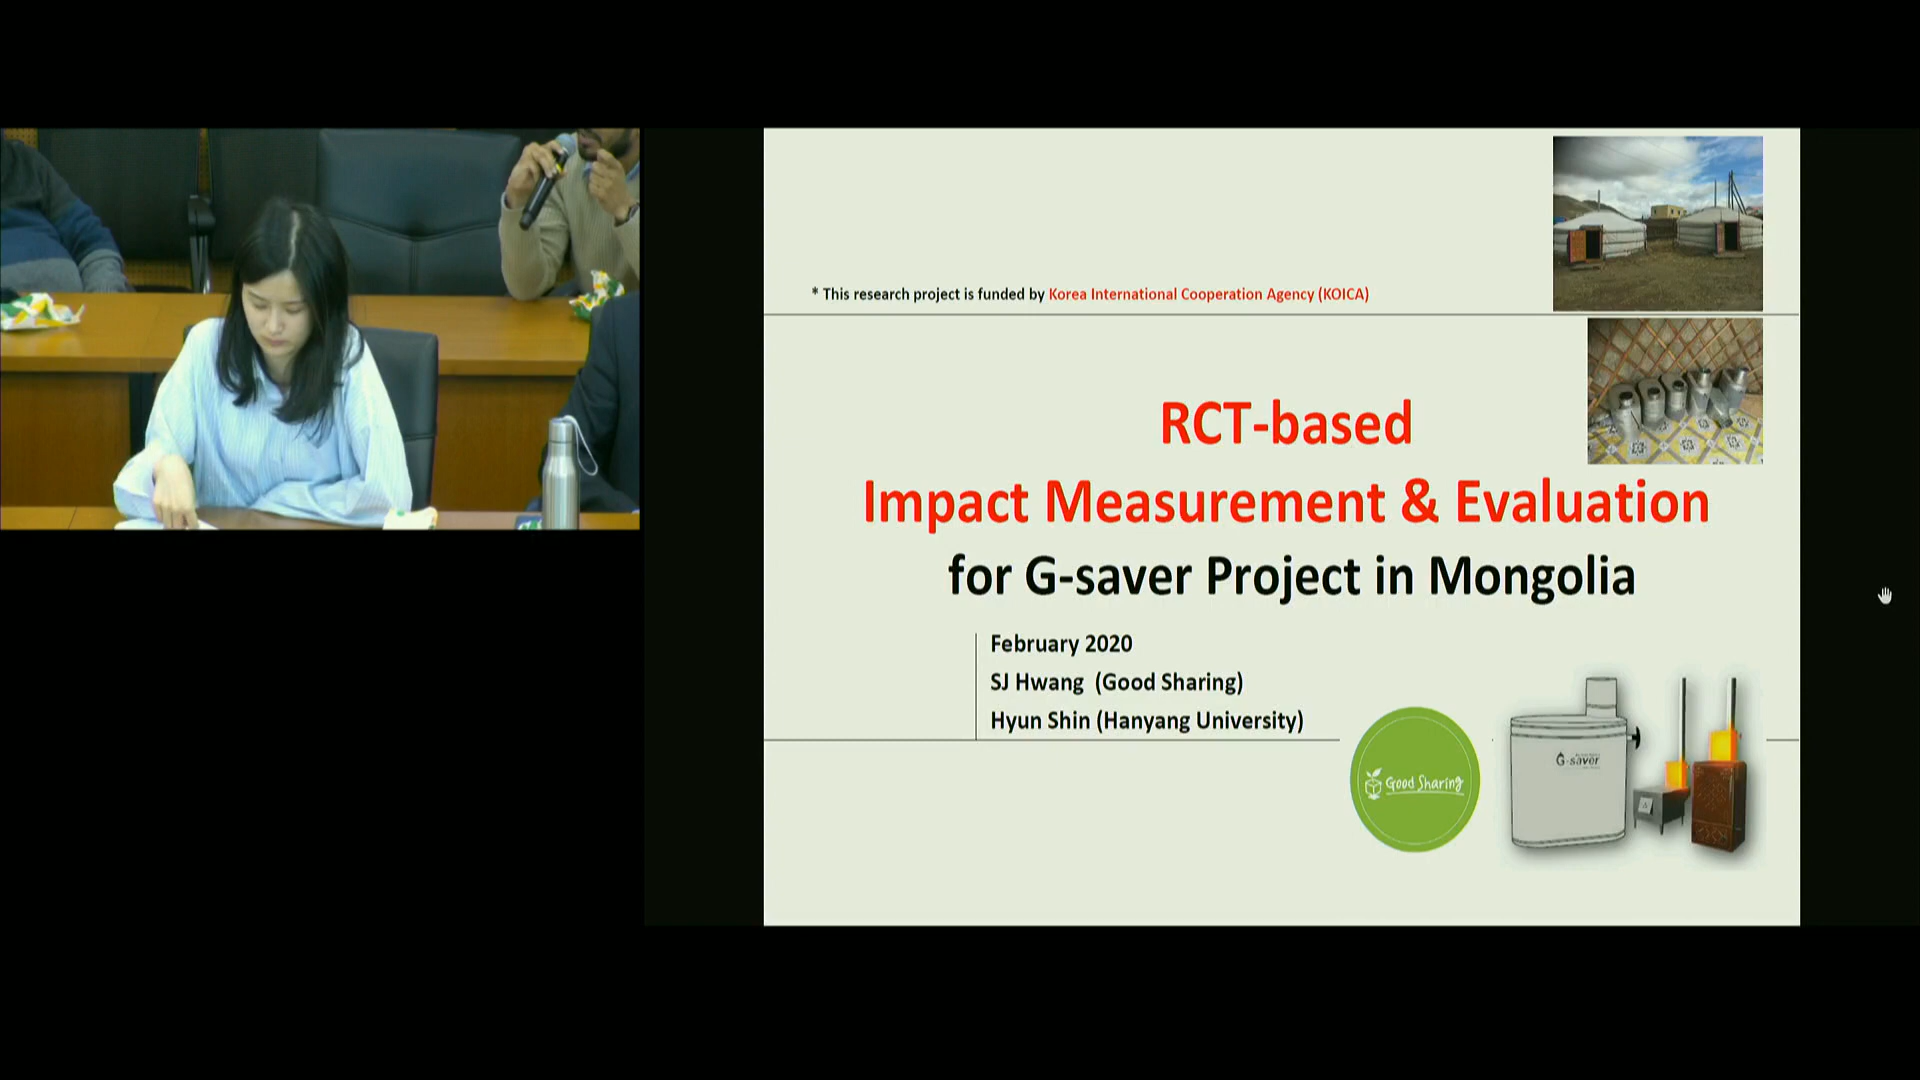 * This research project is funded by Korea International Cooperation Agency (KOICA)
RCT-based
Impact Measurement & Evaluation
for G-saver Project in Mongolia
February 2020
SJ Hwang (Good Sharing)
Hyun Shin (Hanyang University)
Good Sharing
G-saver